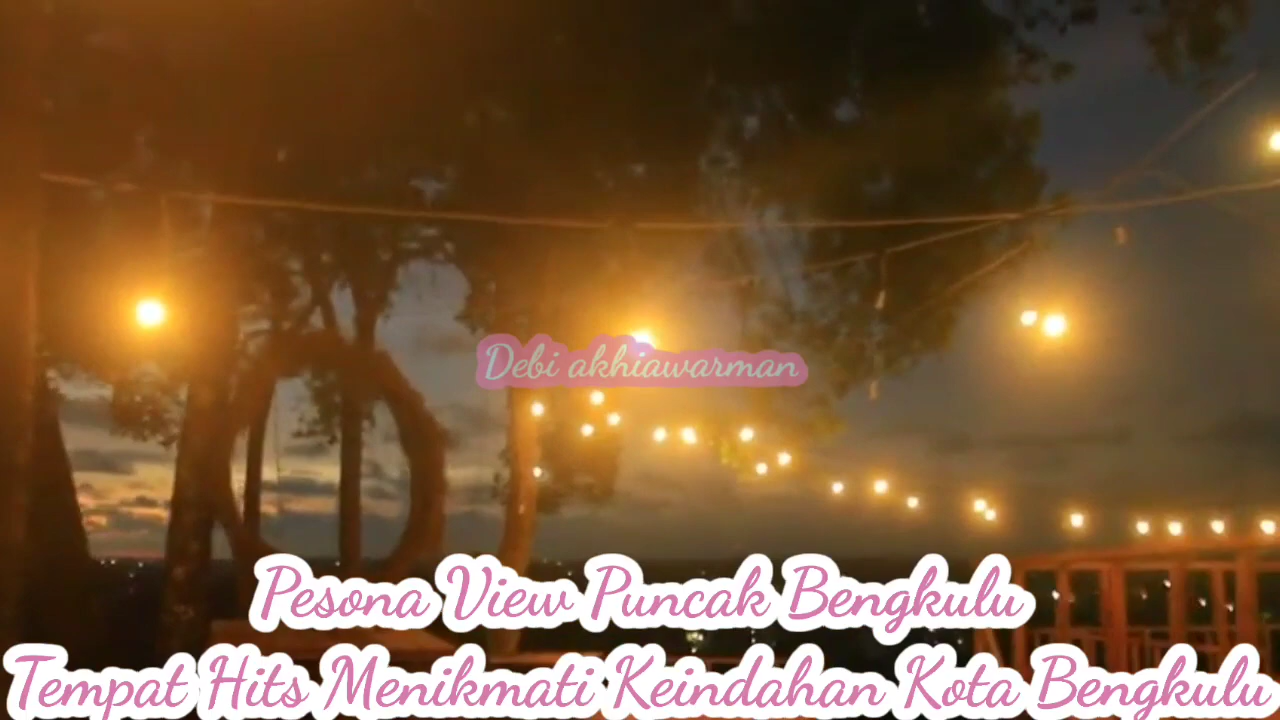 Debi akhiawarman
Pesona View Puncak Bengkulu
Tempat Hits Menikmati Keindahan Kota Bengkulu